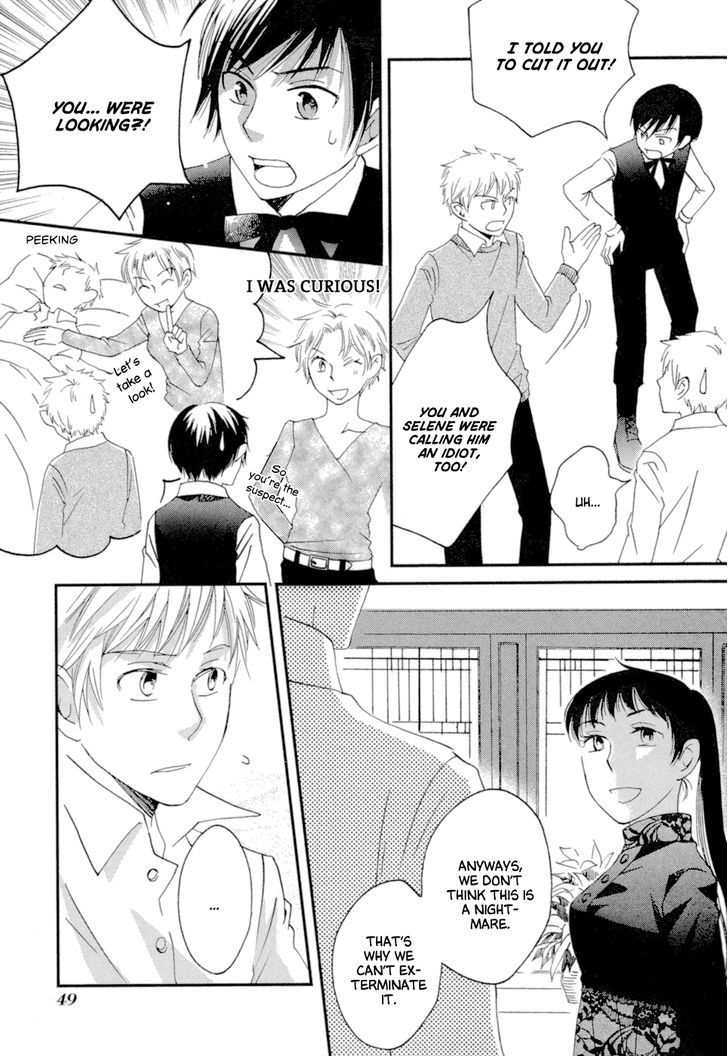 I TOLD YOU
TO CUT IT OUT!
YOU AND
SELENE WERE
CALLING HIM
AN IDIOT,
TOO!
UH...
YOU... WERE
LOOKING?!
I WAS CURIOUS!
PEEKING
Let's
take a
look!
So
you're the
suspect...
ANYWAYS,
WE DON'T
THINK THIS IS
A NIGHT-
MARE.
THAT'S
WHY WE
CAN'T EX-
TERMINATE
IT.
...
49